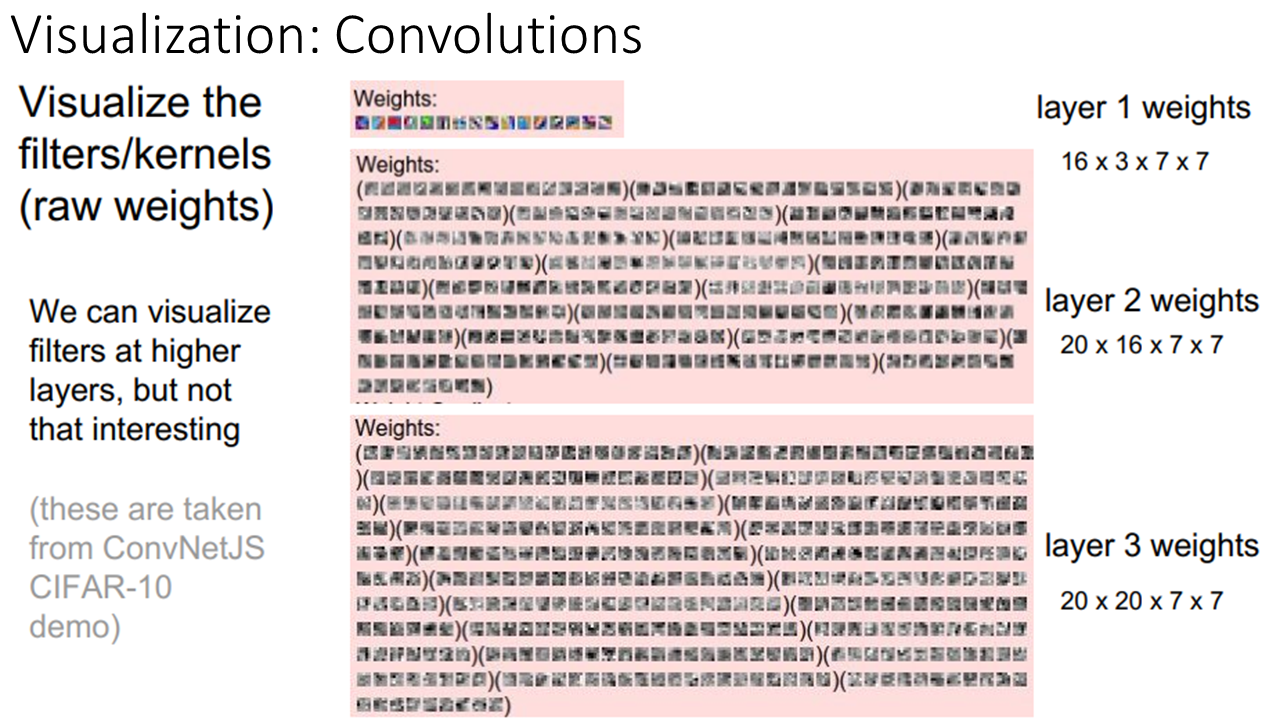 Visualization: Convolutions
Visualize the
filters/kernels
(raw weights)
We can visualize
filters at higher
layers, but not
that interesting
(these are taken
from ConvNetJS
CIFAR-10
demo)
Weights:
layer 1 weights
16 x 3 x 7 x 7
Weights:
( )( )(
)( )(
)( )( )(
)( )(
)( )( )(
)( )(
)( )( )(
)( )(
)
layer 2 weights
20 x 16 x 7 x 7
Weights:
( )(
)( )(
)( )(
)( )(
)( )(
)( )(
)( )(
)( )(
)( )(
)( )(
)
layer 3 weights
20 x 20 x 7 x 7